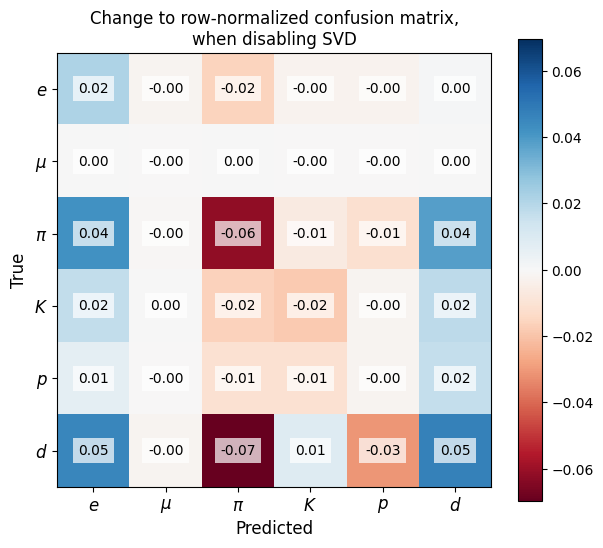 Change to row-normalized confusion matrix,
when disabling SVD
e 0.02 -0.00 -0.02 -0.00 -0.00 0.00
μ 0.00 -0.00 0.00 -0.00 -0.00 0.00
π 0.04 -0.00 -0.06 -0.01 -0.01 0.04
K 0.02 0.00 -0.02 -0.02 -0.00 0.02
p 0.01 -0.00 -0.01 -0.01 -0.00 0.02
d 0.05 -0.00 -0.07 0.01 -0.03 0.05
e μ π K p d
Predicted
True
0.06
0.04
0.02
0.00
−0.02
−0.04
−0.06